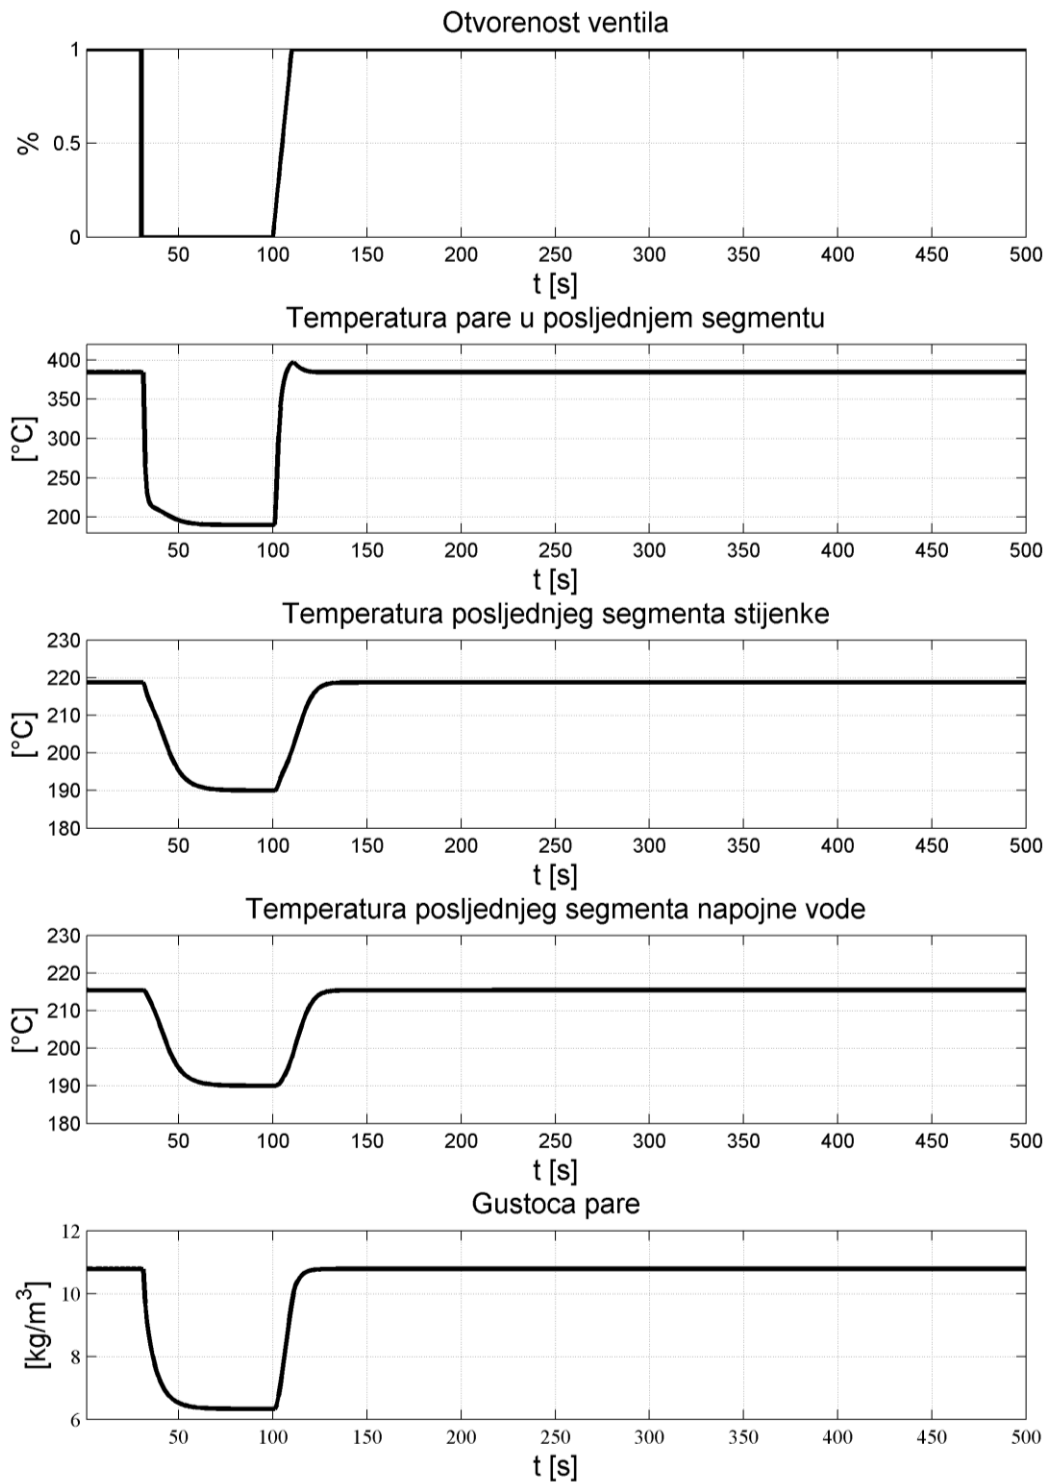 Otvorenost ventila
1
0.5
0
%
50 100 150 200 250 300 350 400 450 500
t [s]
Temperatura pare u posljednjem segmentu
400
350
300
250
200
[°C]
50 100 150 200 250 300 350 400 450 500
t [s]
Temperatura posljednjeg segmenta stijenke
230
220
210
200
190
180
[°C]
50 100 150 200 250 300 350 400 450 500
t [s]
Temperatura posljednjeg segmenta napojne vode
230
220
210
200
190
180
[°C]
50 100 150 200 250 300 350 400 450 500
t [s]
Gustoca pare
12
10
8
6
[kg/m³]
50 100 150 200 250 300 350 400 450 500
t [s]